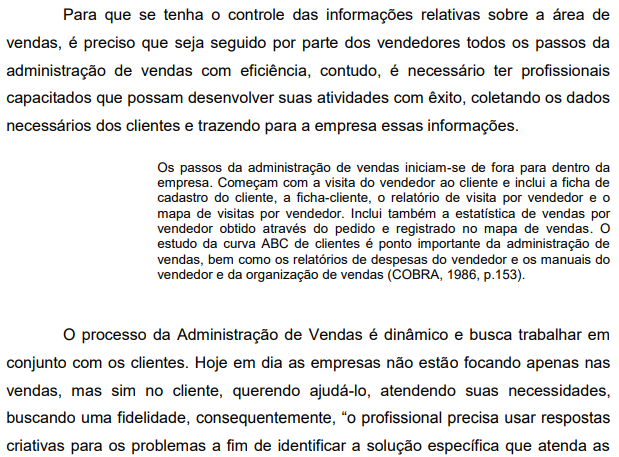 Para que se tenha o controle das informações relativas sobre a área de
vendas, é preciso que seja seguido por parte dos vendedores todos os passos da
administração de vendas com eficiência, contudo, é necessário ter profissionais
capacitados que possam desenvolver suas atividades com êxito, coletando os dados
necessários dos clientes e trazendo para a empresa essas informações.
Os passos da administração de vendas iniciam-se de fora para dentro da
empresa. Começam com a visita do vendedor ao cliente e inclui a ficha de
cadastro do cliente, a ficha-cliente, o relatório de visita por vendedor e o
mapa de visitas por vendedor. Inclui também a estatística de vendas por
vendedor obtido através do pedido e registrado no mapa de vendas. O
estudo da curva ABC de clientes é ponto importante da administração de
vendas, bem como os relatórios de despesas do vendedor e os manuais do
vendedor e da organização de vendas (COBRA, 1986, p.153).
O processo da Administração de Vendas é dinâmico e busca trabalhar em
conjunto com os clientes. Hoje em dia as empresas não estão focando apenas nas
vendas, mas sim no cliente, querendo ajudá-lo, atendendo suas necessidades,
buscando uma fidelidade, consequentemente, “o profissional precisa usar respostas
criativas para os problemas a fim de identificar a solução específica que atenda as